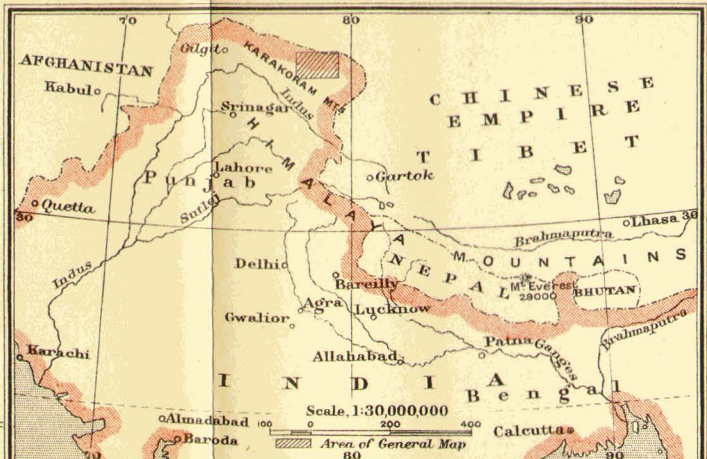 70 80 90
Gilgit
KARAKORAM MTS
AFGHANISTAN
Kabul
Indus
CHINESE
EMPIRE
Srinagar
TIBET
HIMALAYA
Lahore
Punjab
Gartok
Sutlej
Quetta
30
Lhasa 30
Brahmaputra
MOUNTAINS
Indus
Delhi
NEPAL
Bareilly
Mt. Everest
29000
BHUTAN
Agra
Lucknow
Gwalior
Brahmaputra
Karachi
Patna
Ganges
Allahabad
INDIA
Bengal
Scale, 1:30,000,000
Almadabad
100 0 200 400
Calcutta
Baroda
Area of General Map
70 80 90